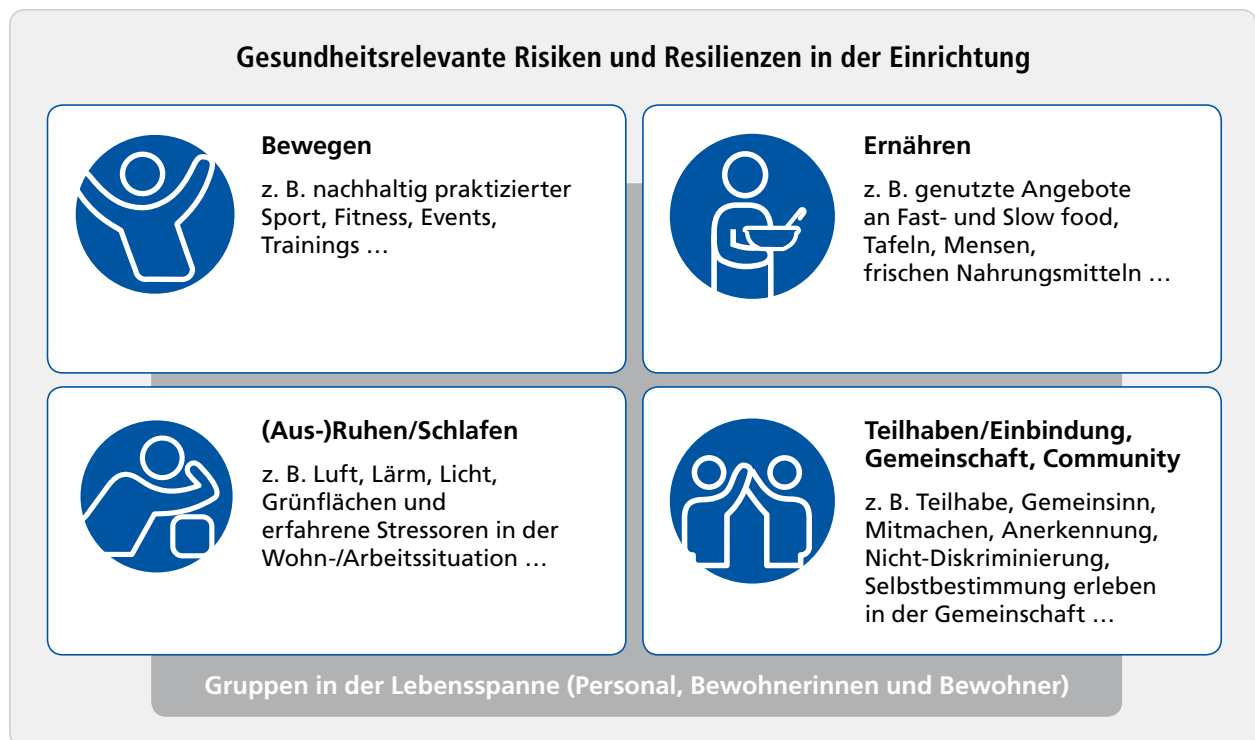 Gesundheitsrelevante Risiken und Resilienzen in der Einrichtung
Bewegen
z. B. nachhaltig praktizierter
Sport, Fitness, Events,
Trainings …
Ernähren
z. B. genutzte Angebote
an Fast- und Slow food,
Tafeln, Mensen,
frischen Nahrungsmitteln …
(Aus-)Ruhen/Schlafen
z. B. Luft, Lärm, Licht,
Grünflächen und
erfahrene Stressoren in der
Wohn-/Arbeitssituation …
Teilhaben/Einbindung,
Gemeinschaft, Community
z. B. Teilhabe, Gemeinsinn,
Mitmachen, Anerkennung,
Nicht-Diskriminierung,
Selbstbestimmung erleben
in der Gemeinschaft …
Gruppen in der Lebensspanne (Personal, Bewohnerinnen und Bewohner)